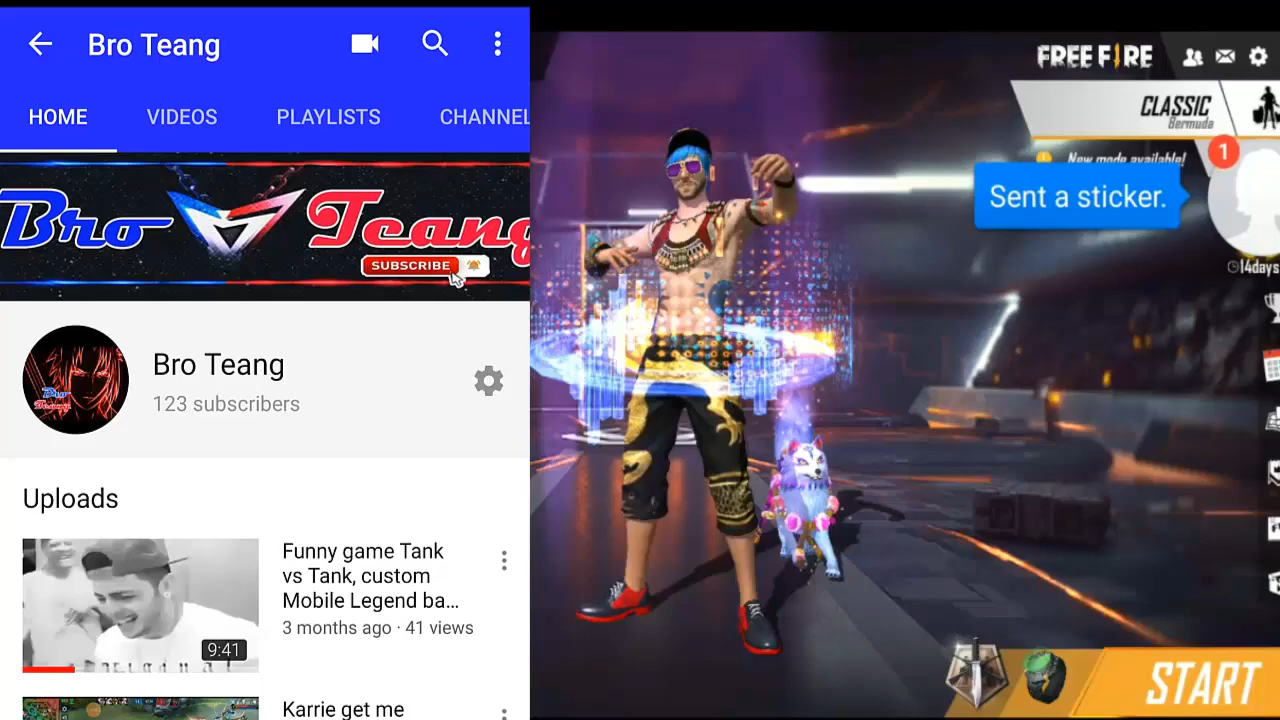 Bro Teang
HOME VIDEOS PLAYLISTS CHANNEL
Bro Teang
SUBSCRIBE
Bro Teang
123 subscribers
Uploads
Funny game Tank
vs Tank, custom
Mobile Legend ba...
3 months ago · 41 views
9:41
Karrie get me
FREE FIRE
CLASSIC
Bermuda
New mode available!
1
Sent a sticker.
14days
START